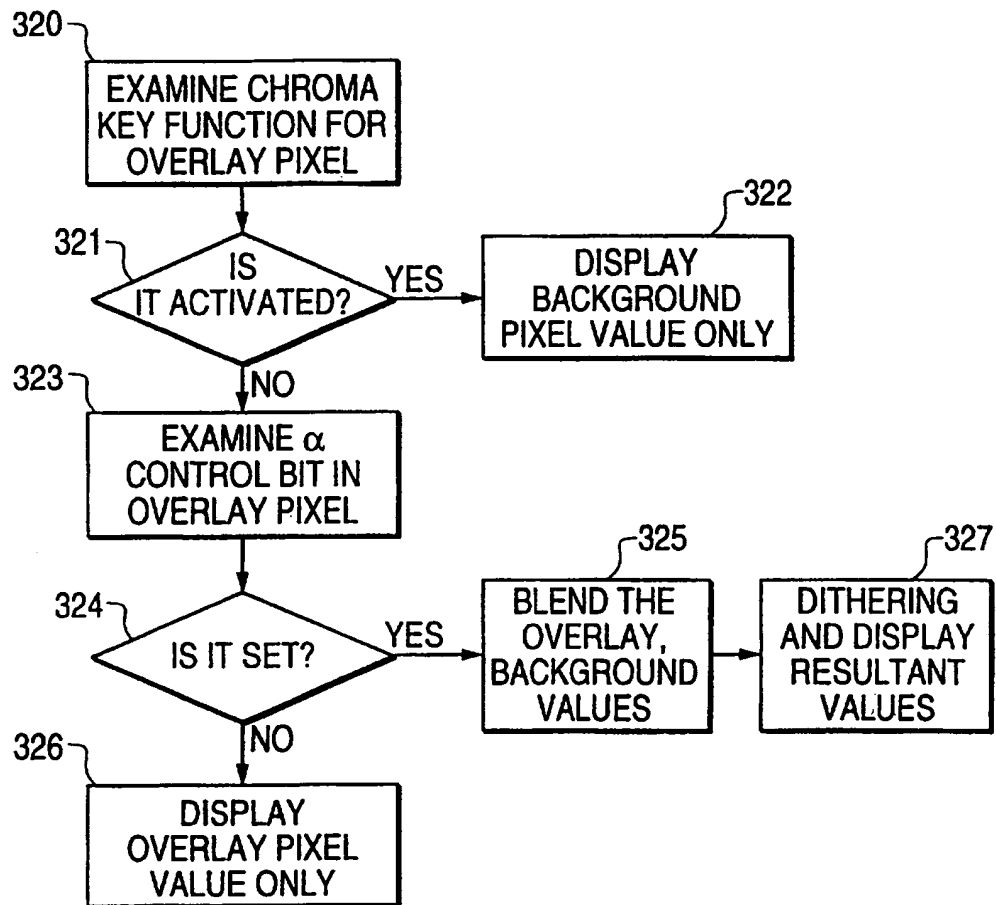 320
EXAMINE CHROMA
KEY FUNCTION FOR
OVERLAY PIXEL
321
IS
IT ACTIVATED?
YES
322
DISPLAY
BACKGROUND
PIXEL VALUE ONLY
NO
323
EXAMINE α
CONTROL BIT IN
OVERLAY PIXEL
324
IS IT SET?
YES
325
BLEND THE
OVERLAY,
BACKGROUND
VALUES
327
DITHERING
AND DISPLAY
RESULTANT
VALUES
NO
326
DISPLAY
OVERLAY PIXEL
VALUE ONLY